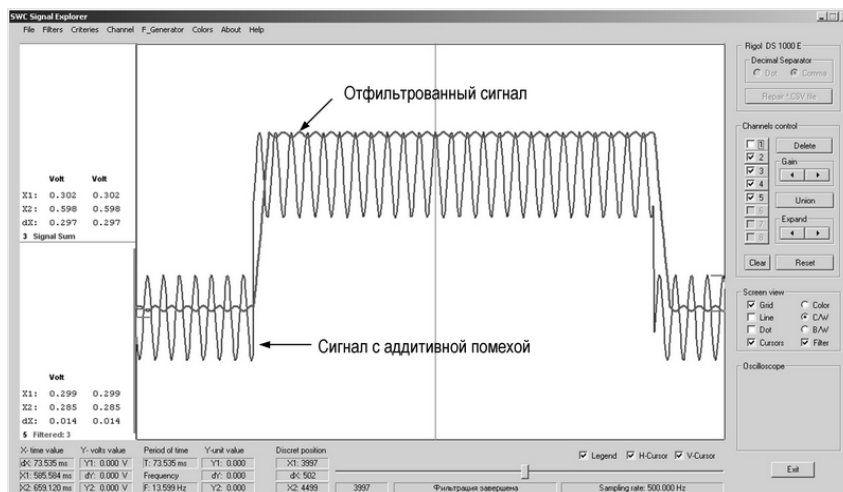 SWC Signal Explorer
File Filters Criteries Channel F_Generator Colors About Help
Volt Volt
X1: 0.302 0.302
X2: 0.598 0.598
dX: 0.297 0.297
3 Signal Sum
Volt
X1: 0.299 0.299
X2: 0.285 0.285
dX: 0.014 0.014
5 Filtered: 3
Отфильтрованный сигнал
Сигнал с аддитивной помехой
Rigol DS 1000 E
Decimal Separator
Dot Comma
Repair *.CSV file
Channels control
1
2
3
4
5
6
7
8
Delete
Gain
Union
Expand
Clear Reset
Screen view
Grid Color
Line C/W
Dot B/W
Cursors Filter
Oscilloscope
Exit
X- time value Y- volts value Period of time Y-unit value Discret position
dX: 73.535 ms Y1: 0.000 V T: 73.535 ms Y1: 0.000 X1: 3997
X1: 585.584 ms dY: 0.000 V Frequency dY: 0.000 dX: 502
X2: 659.120 ms Y2: 0.000 V F: 13.599 Hz Y2: 0.000 X2: 4499
Legend H-Cursor V-Cursor
3997 Фильтрация завершена Sampling rate: 500.000 Hz